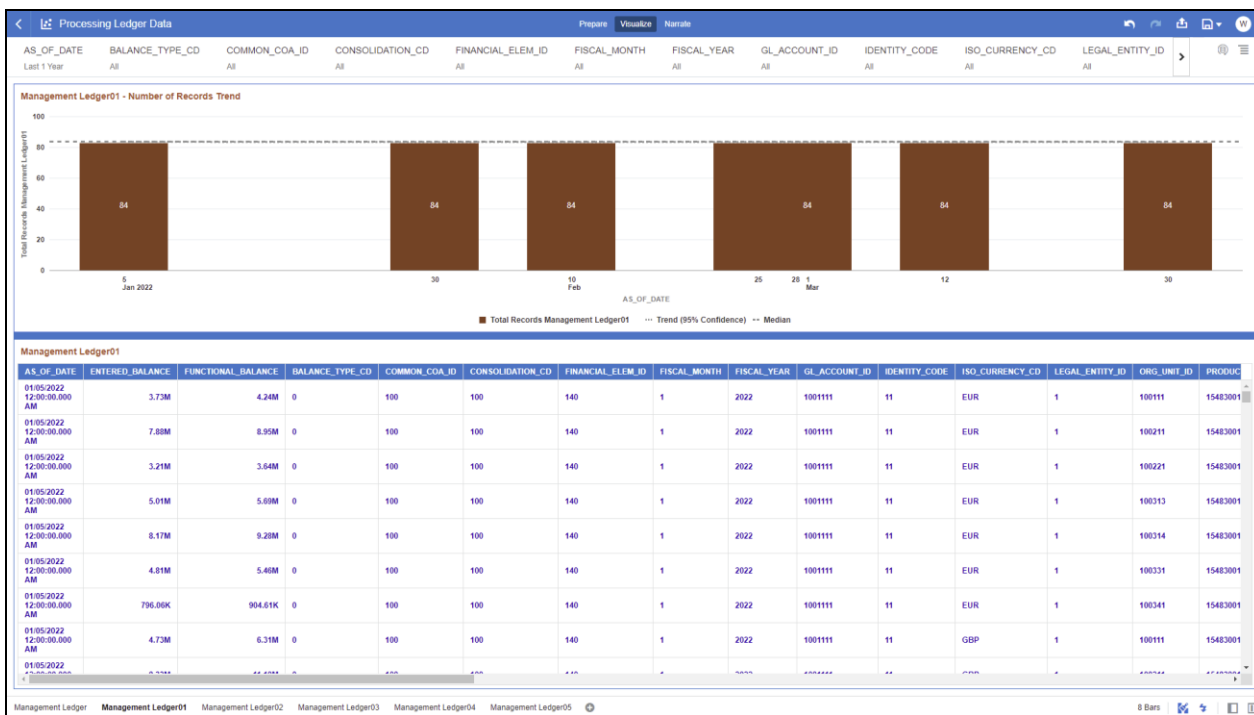 Processing Ledger Data Prepare Visualize Narrate W
AS_OF_DATE BALANCE_TYPE_CD COMMON_COA_ID CONSOLIDATION_CD FINANCIAL_ELEM_ID FISCAL_MONTH FISCAL_YEAR GL_ACCOUNT_ID IDENTITY_CODE ISO_CURRENCY_CD LEGAL_ENTITY_ID
Last 1 Year All All All All All All All All All All
Management Ledger01 - Number of Records Trend
Total Records Management Ledger01
100
80
60
40
20
0
84 84 84 84 84 84
5 30 10 25 28 1 12 30
Jan 2022 Feb Mar
AS_OF_DATE
Total Records Management Ledger01 Trend (95% Confidence) Median
Management Ledger01
AS_OF_DATE ENTERED_BALANCE FUNCTIONAL_BALANCE BALANCE_TYPE_CD COMMON_COA_ID CONSOLIDATION_CD FINANCIAL_ELEM_ID FISCAL_MONTH FISCAL_YEAR GL_ACCOUNT_ID IDENTITY_CODE ISO_CURRENCY_CD LEGAL_ENTITY_ID ORG_UNIT_ID PRODUC
01/05/2022
12:00:00.000 3.73M 4.24M 0 100 100 140 1 2022 1001111 11 EUR 1 100111 15483001
AM
01/05/2022
12:00:00.000 7.88M 8.95M 0 100 100 140 1 2022 1001111 11 EUR 1 100211 15483001
AM
01/05/2022
12:00:00.000 3.21M 3.64M 0 100 100 140 1 2022 1001111 11 EUR 1 100221 15483001
AM
01/05/2022
12:00:00.000 5.01M 5.69M 0 100 100 140 1 2022 1001111 11 EUR 1 100313 15483001
AM
01/05/2022
12:00:00.000 8.17M 9.28M 0 100 100 140 1 2022 1001111 11 EUR 1 100314 15483001
AM
01/05/2022
12:00:00.000 4.81M 5.46M 0 100 100 140 1 2022 1001111 11 EUR 1 100331 15483001
AM
01/05/2022
12:00:00.000 796.06K 904.61K 0 100 100 140 1 2022 1001111 11 EUR 1 100341 15483001
AM
01/05/2022
12:00:00.000 4.73M 6.31M 0 100 100 140 1 2022 1001111 11 GBP 1 100111 15483001
AM
01/05/2022
Management Ledger Management Ledger01 Management Ledger02 Management Ledger03 Management Ledger04 Management Ledger05 8 Bars